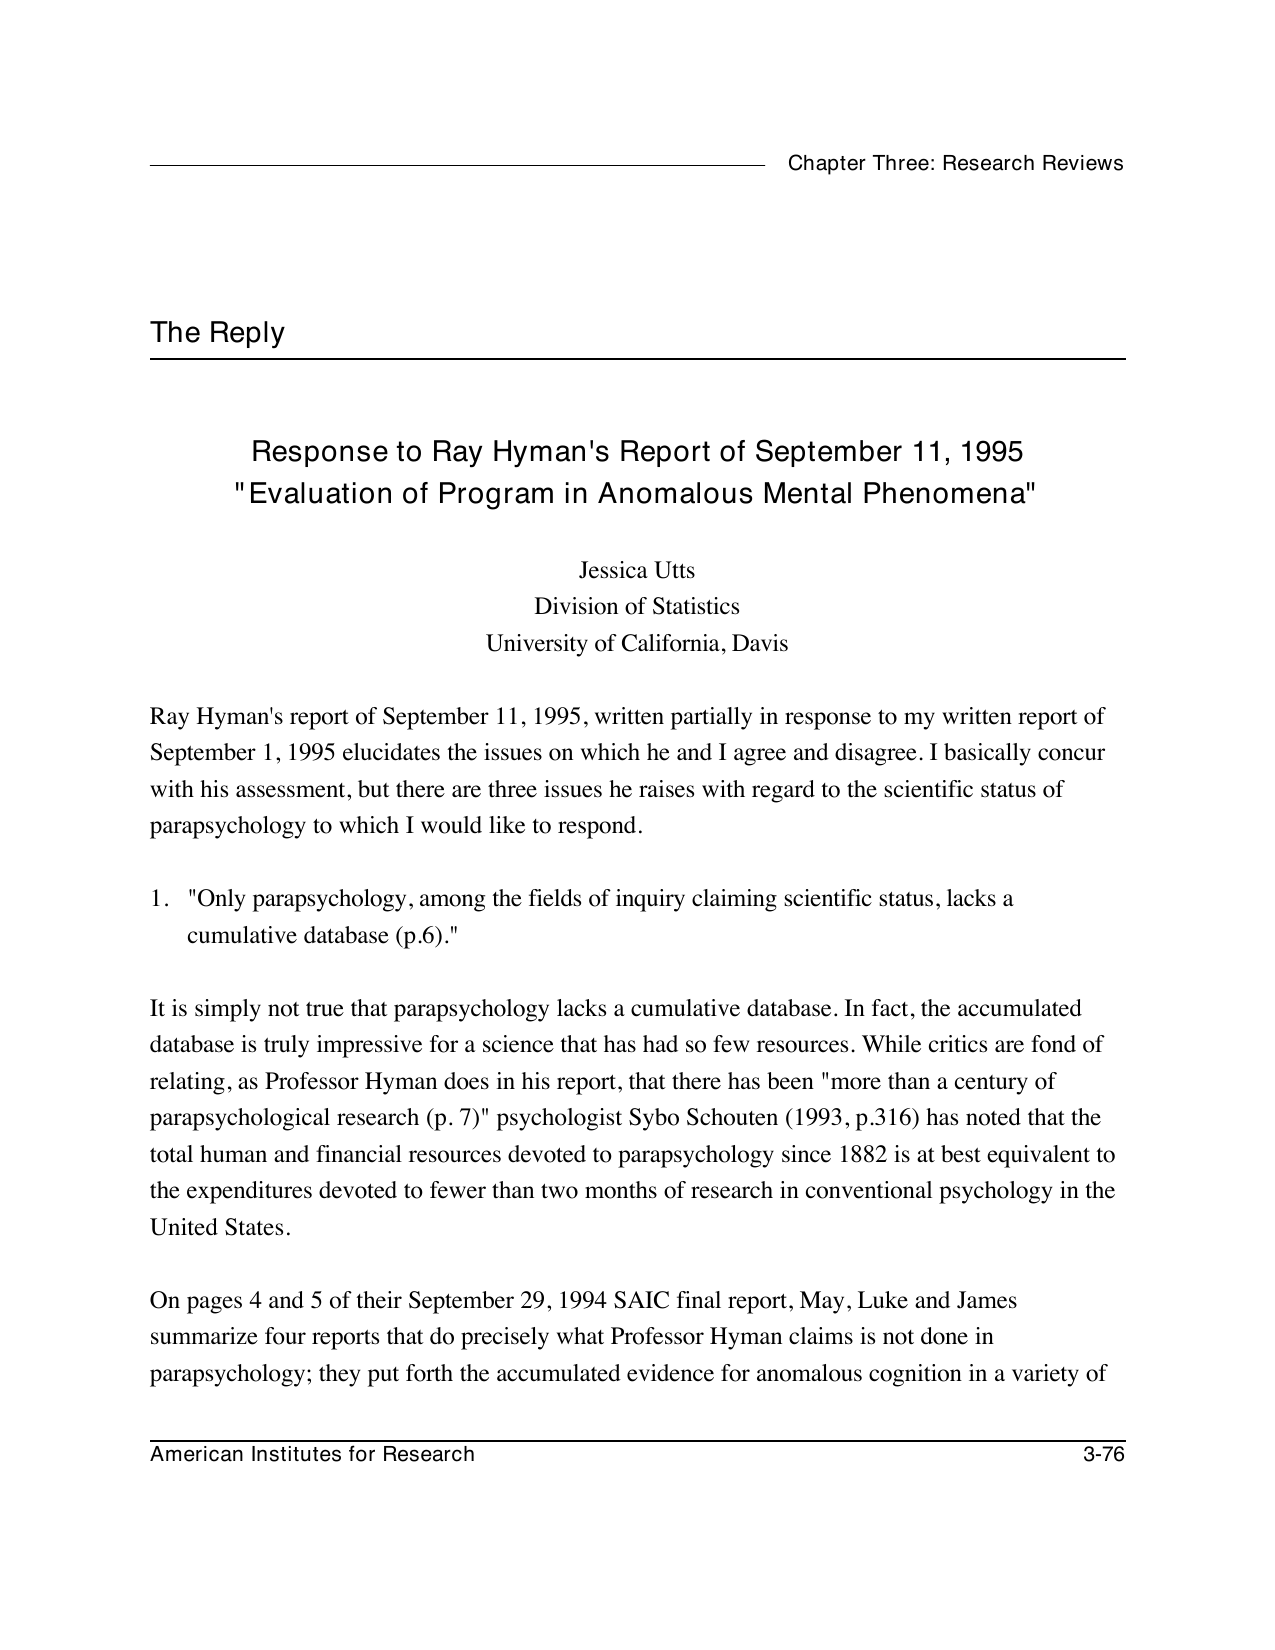 Chapter Three: Research Reviews
The Reply
Response to Ray Hyman's Report of September 11, 1995
"Evaluation of Program in Anomalous Mental Phenomena"
Jessica Utts
Division of Statistics
University of California, Davis
Ray Hyman's report of September 11, 1995, written partially in response to my written report of
September 1, 1995 elucidates the issues on which he and I agree and disagree. I basically concur
with his assessment, but there are three issues he raises with regard to the scientific status of
parapsychology to which I would like to respond.
1. "Only parapsychology, among the fields of inquiry claiming scientific status, lacks a
cumulative database (p.6)."
It is simply not true that parapsychology lacks a cumulative database. In fact, the accumulated
database is truly impressive for a science that has had so few resources. While critics are fond of
relating, as Professor Hyman does in his report, that there has been "more than a century of
parapsychological research (p. 7)" psychologist Sybo Schouten (1993, p.316) has noted that the
total human and financial resources devoted to parapsychology since 1882 is at best equivalent to
the expenditures devoted to fewer than two months of research in conventional psychology in the
United States.
On pages 4 and 5 of their September 29, 1994 SAIC final report, May, Luke and James
summarize four reports that do precisely what Professor Hyman claims is not done in
parapsychology; they put forth the accumulated evidence for anomalous cognition in a variety of
American Institutes for Research
3-76